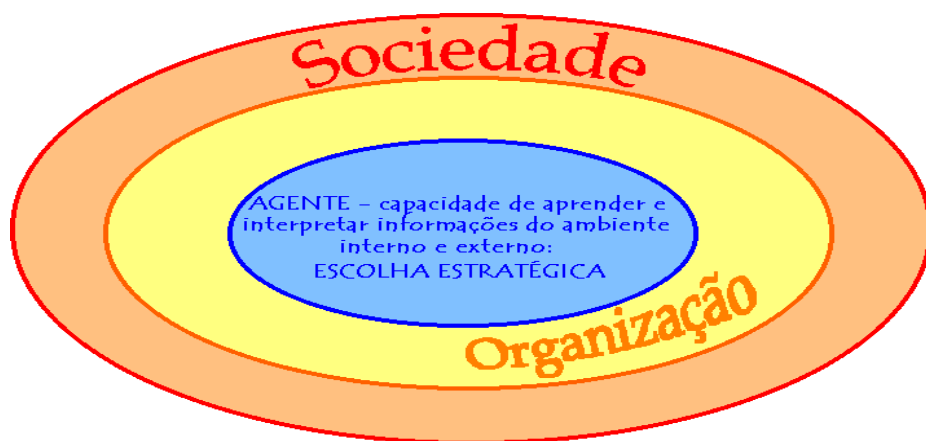 Sociedade
AGENTE – capacidade de aprender e
interpretar informações do ambiente
interno e externo:
ESCOLHA ESTRATÉGICA
Organização